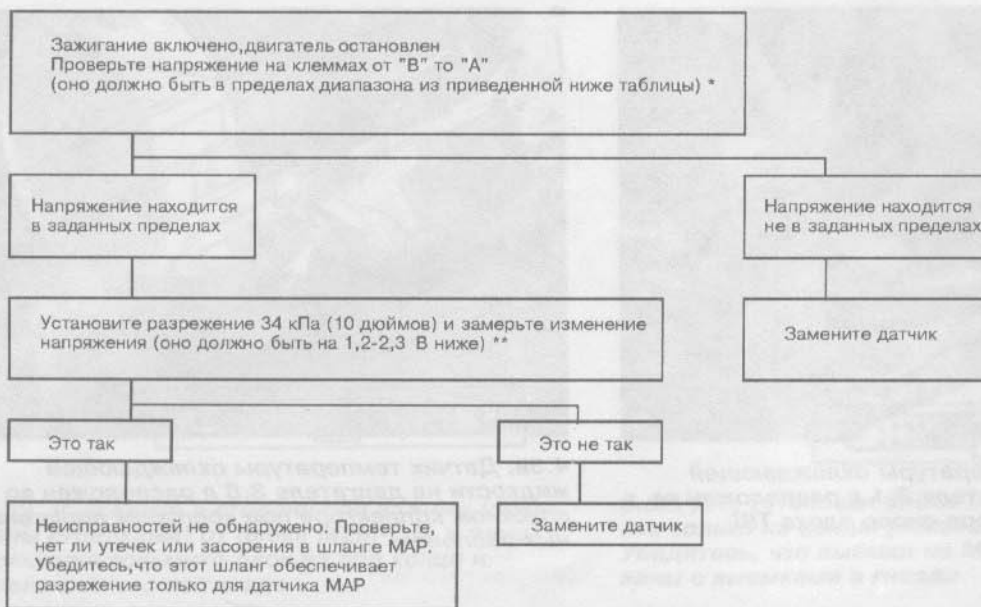 Зажигание включено,двигатель остановлен
Проверьте напряжение на клеммах от "B" то "A"
(оно должно быть в пределах диапазона из приведенной ниже таблицы) *
Напряжение находится
в заданных пределах
Напряжение находится
не в заданных пределах
Установите разрежение 34 кПа (10 дюймов) и замерьте изменение
напряжения (оно должно быть на 1,2-2,3 В ниже) **
Замените датчик
Это так
Это не так
Неисправностей не обнаружено. Проверьте,
нет ли утечек или засорения в шланге МАР.
Убедитесь,что этот шланг обеспечивает
разрежение только для датчика МАР
Замените датчик